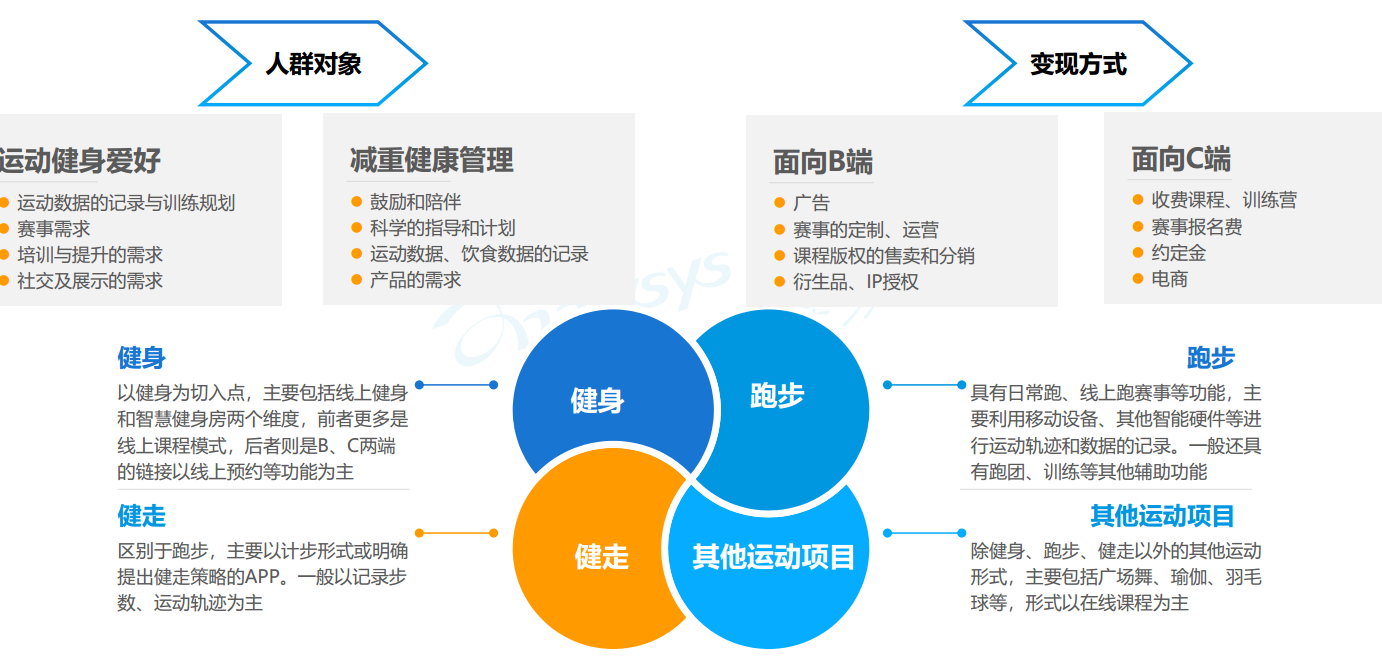 人群对象
变现方式
运动健身爱好
运动数据的记录与训练规划
赛事需求
培训与提升的需求
社交及展示的需求
减重健康管理
鼓励和陪伴
科学的指导和计划
运动数据、饮食数据的记录
产品的需求
面向B端
广告
赛事的定制、运营
课程版权的售卖和分销
衍生品、IP授权
面向C端
收费课程、训练营
赛事报名费
约定金
电商
健身
以健身为切入点，主要包括线上健身
和智慧健身房两个维度，前者更多是
线上课程模式，后者则是B、C两端
的链接以线上预约等功能为主
健走
区别于跑步，主要以计步形式或明确
提出健走策略的APP。一般以记录步
数、运动轨迹为主
健身
跑步
健走
其他运动项目
跑步
具有日常跑、线上跑赛事等功能，主
要利用移动设备、其他智能硬件等进
行运动轨迹和数据的记录。一般还具
有跑团、训练等其他辅助功能
其他运动项目
除健身、跑步、健走以外的其他运动
形式，主要包括广场舞、瑜伽、羽毛
球等，形式以在线课程为主